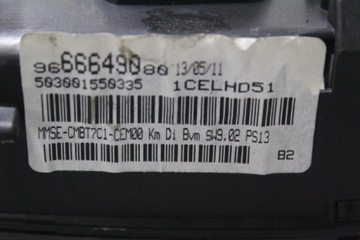 9666649080 13/05/11
503001550335 1CELHD51
MMSE-CMBT7C1-CEM00 Km Di Bvm SW9.02 PS13
B2